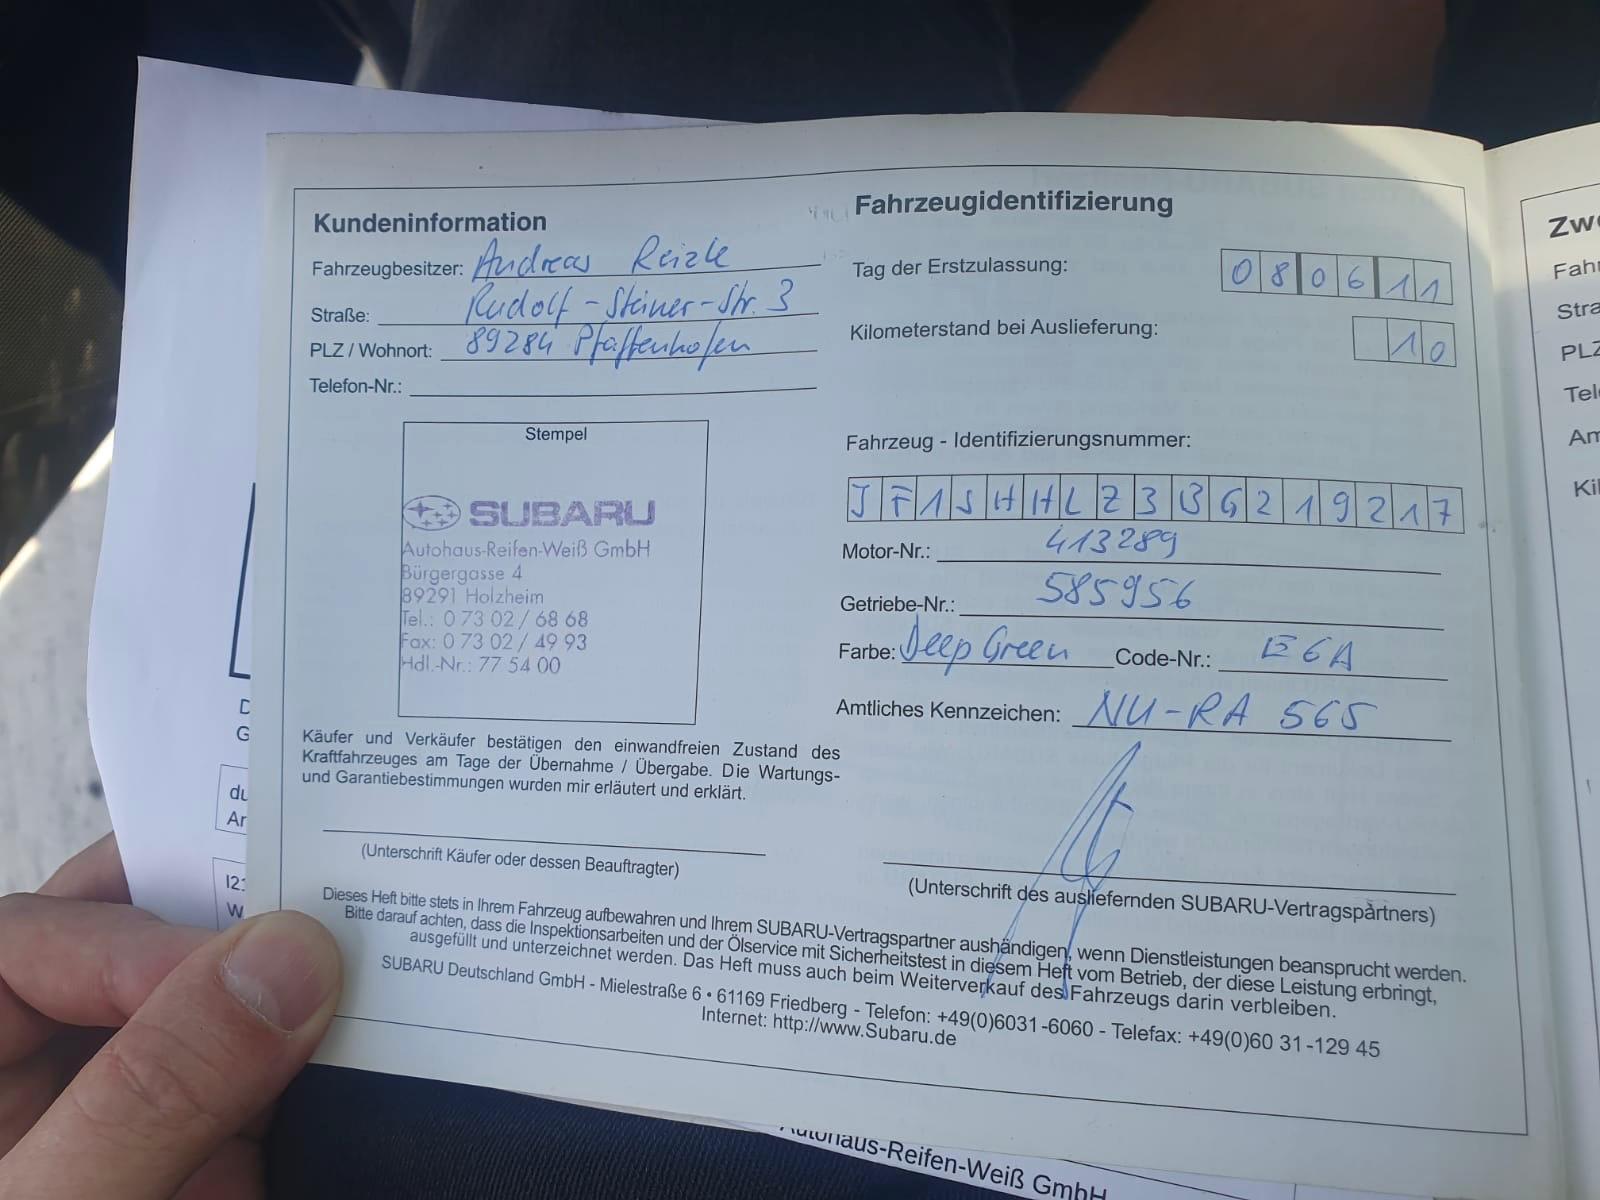 Kundeninformation
Fahrzeugbesitzer: Andreas Reizle
Straße: Rudolf-Steiner-Str. 3
PLZ / Wohnort: 89284 Pfaffenhofen
Telefon-Nr.:
Stempel
SUBARU
Autohaus-Reifen-Weiß GmbH
Bürgergasse 4
89291 Holzheim
Tel.: 0 73 02 / 68 68
Fax: 0 73 02 / 49 93
Hdl.-Nr.: 77 54 00
Käufer und Verkäufer bestätigen den einwandfreien Zustand des
Kraftfahrzeuges am Tage der Übernahme / Übergabe. Die Wartungs-
und Garantiebestimmungen wurden mir erläutert und erklärt.
(Unterschrift Käufer oder dessen Beauftragter)
Fahrzeugidentifizierung
Tag der Erstzulassung: 080611
Kilometerstand bei Auslieferung: 10
Fahrzeug - Identifizierungsnummer:
JF1SHHLZ3BG219217
Motor-Nr.: 413289
Getriebe-Nr.: 585956
Farbe: Deep Green Code-Nr.: E6A
Amtliches Kennzeichen: NU-RA 565
(Unterschrift des ausliefernden SUBARU-Vertragspartners)
Dieses Heft bitte stets in Ihrem Fahrzeug aufbewahren und Ihrem SUBARU-Vertragspartner aushändigen, wenn Dienstleistungen beansprucht werden.
Bitte darauf achten, dass die Inspektionsarbeiten und der Ölservice mit Sicherheitstest in diesem Heft vom Betrieb, der diese Leistung erbringt,
ausgefüllt und unterzeichnet werden. Das Heft muss auch beim Weiterverkauf des Fahrzeugs darin verbleiben.
SUBARU Deutschland GmbH - Mielestraße 6 • 61169 Friedberg - Telefon: +49(0)6031-6060 - Telefax: +49(0)60 31-129 45
Internet: http://www.Subaru.de
Autohaus-Reifen-Weiß GmbH